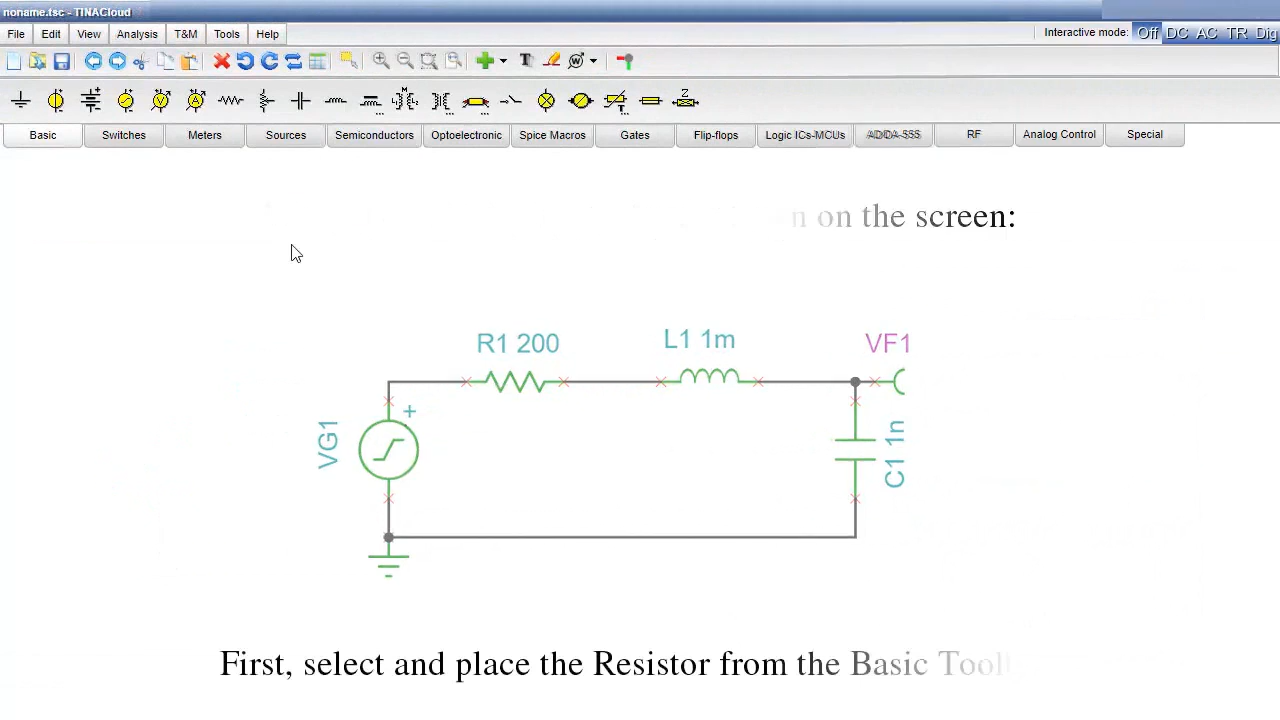 noname.tsc - TINACloud
File Edit View Analysis T&M Tools Help
Interactive mode: Off DC AC TR Dig
Basic Switches Meters Sources Semiconductors Optoelectronic Spice Macros Gates Flip-flops Logic ICs-MCUs AD/DA-555 RF Analog Control Special
on the screen:
R1 200
L1 1m
VF1
+
VG1
C1 1n
First, select and place the Resistor from the Basic